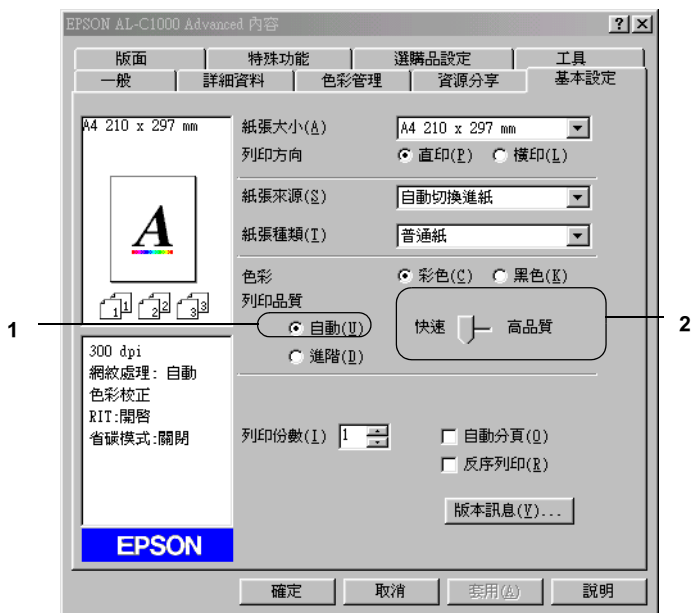 EPSON AL-C1000 Advanced 內容
版面 特殊功能 選購品設定 工具
一般 詳細資料 色彩管理 資源分享 基本設定
A4 210 x 297 mm
紙張大小(A) A4 210 x 297 mm
列印方向 直印(P) 橫印(L)
紙張來源(S) 自動切換進紙
A
紙張種類(T) 普通紙
色彩 彩色(C) 黑色(K)
1 1 2 2 3 3
列印品質
1 自動(U) 快速 高品質 2
進階(D)
300 dpi
網紋處理: 自動
色彩校正
RIT:開啓
省碳模式:關閉
列印份數(I) 1 自動分頁(O)
反序列印(R)
版本訊息(V)...
EPSON
確定 取消 套用(A) 說明